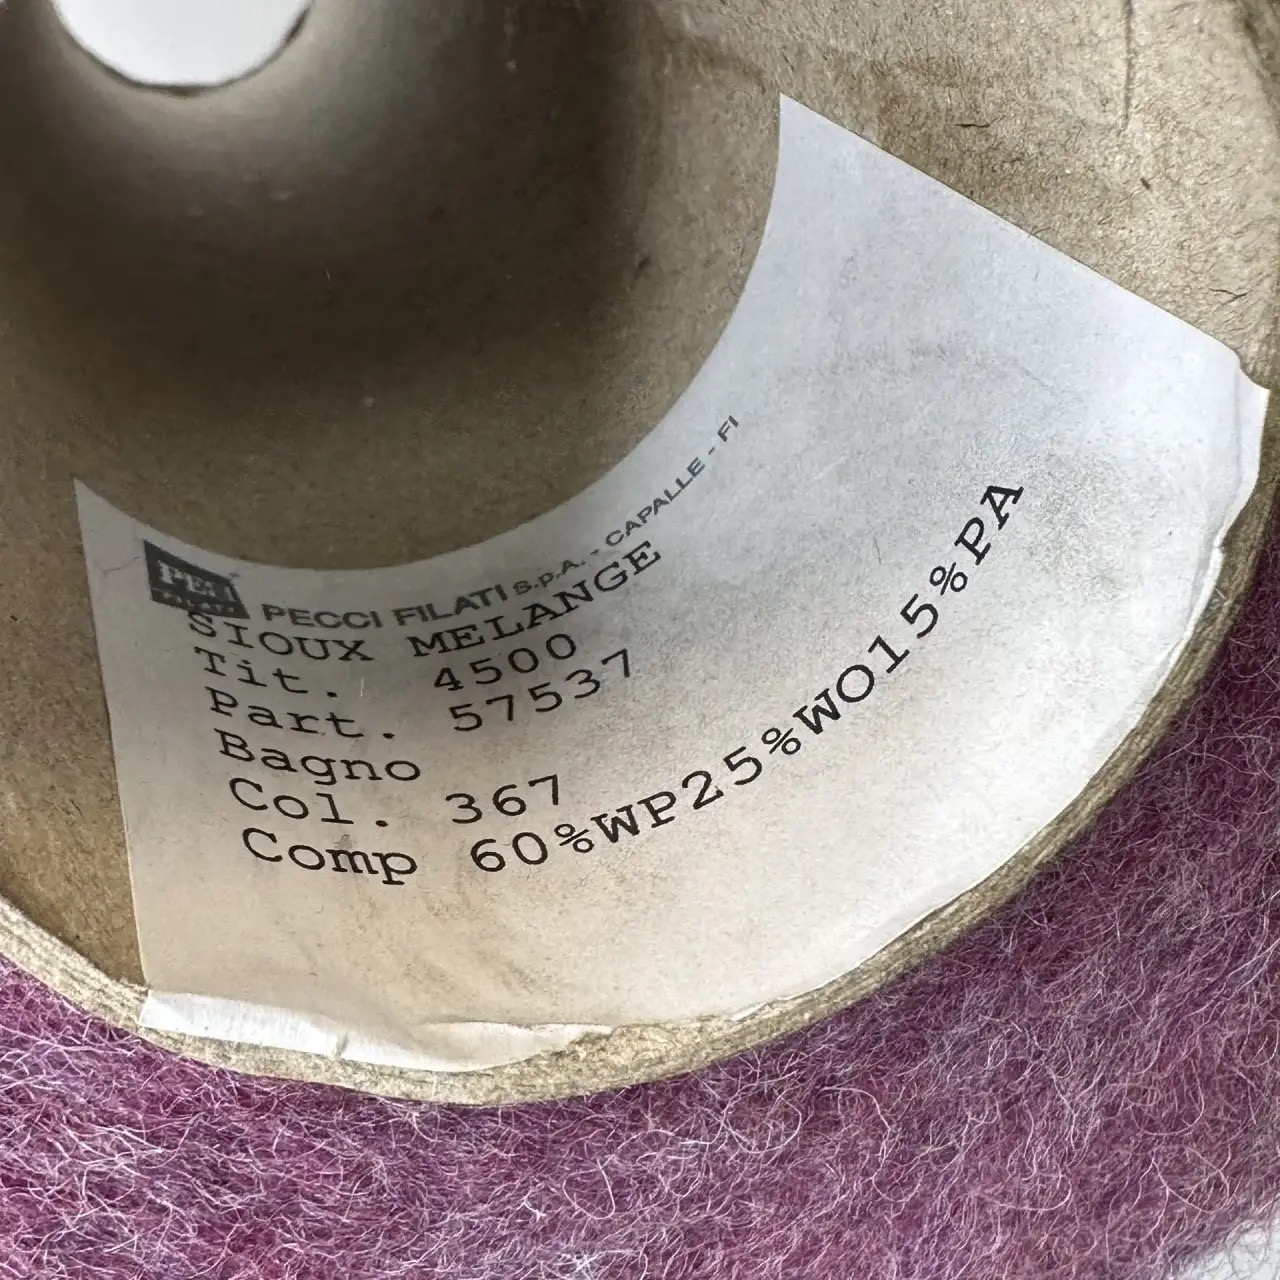 PECCI FILATI S.p.A. - CAPALLE - FI
SIOUX MELANGE
Tit. 4500
Part. 57537
Bagno
Col. 367
Comp 60%WP25%WO15%PA